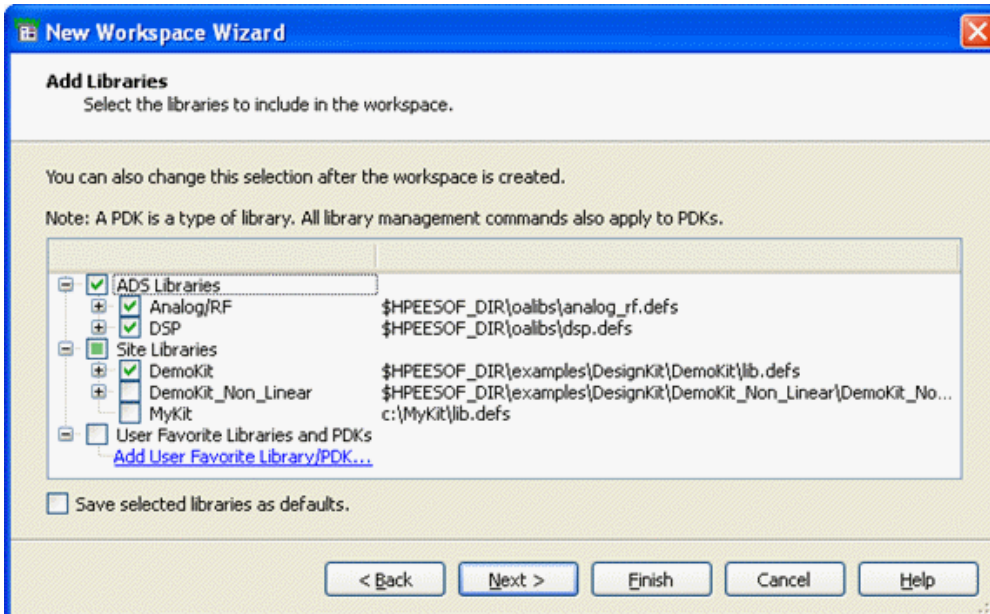 New Workspace Wizard
Add Libraries
Select the libraries to include in the workspace.
You can also change this selection after the workspace is created.
Note: A PDK is a type of library. All library management commands also apply to PDKs.
ADS Libraries
Analog/RF $HPEESOF_DIR\oalibs\analog_rf.defs
DSP $HPEESOF_DIR\oalibs\dsp.defs
Site Libraries
DemoKit $HPEESOF_DIR\examples\DesignKit\DemoKit\lib.defs
DemoKit_Non_Linear $HPEESOF_DIR\examples\DesignKit\DemoKit_Non_Linear\DemoKit_No...
MyKit c:\MyKit\lib.defs
User Favorite Libraries and PDKs
Add User Favorite Library/PDK...
Save selected libraries as defaults.
< Back Next > Finish Cancel Help